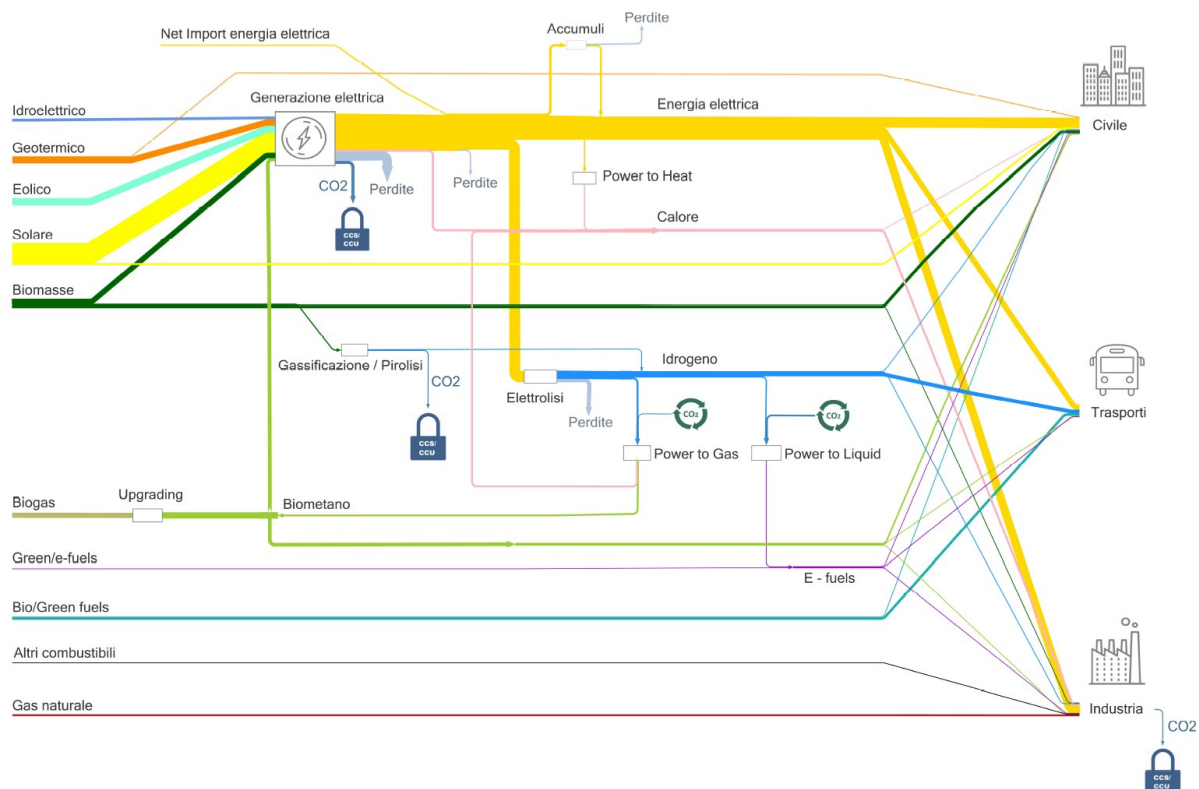 Perdite
Accumuli
Net Import energia elettrica
Generazione elettrica
Energia elettrica
Idroelettrico
Civile
Geotermico
CO2
Perdite
Perdite
Power to Heat
Eolico
CCS/
CCU
Calore
Solare
Biomasse
Gassificazione / Pirolisi
CO2
Idrogeno
Elettrolisi
Perdite
CO₂
CO₂
Trasporti
CCS/
CCU
Power to Gas
Power to Liquid
Biogas
Upgrading
Biometano
Green/e-fuels
E - fuels
Bio/Green fuels
Altri combustibili
Gas naturale
Industria
CO2
CCS/
CCU